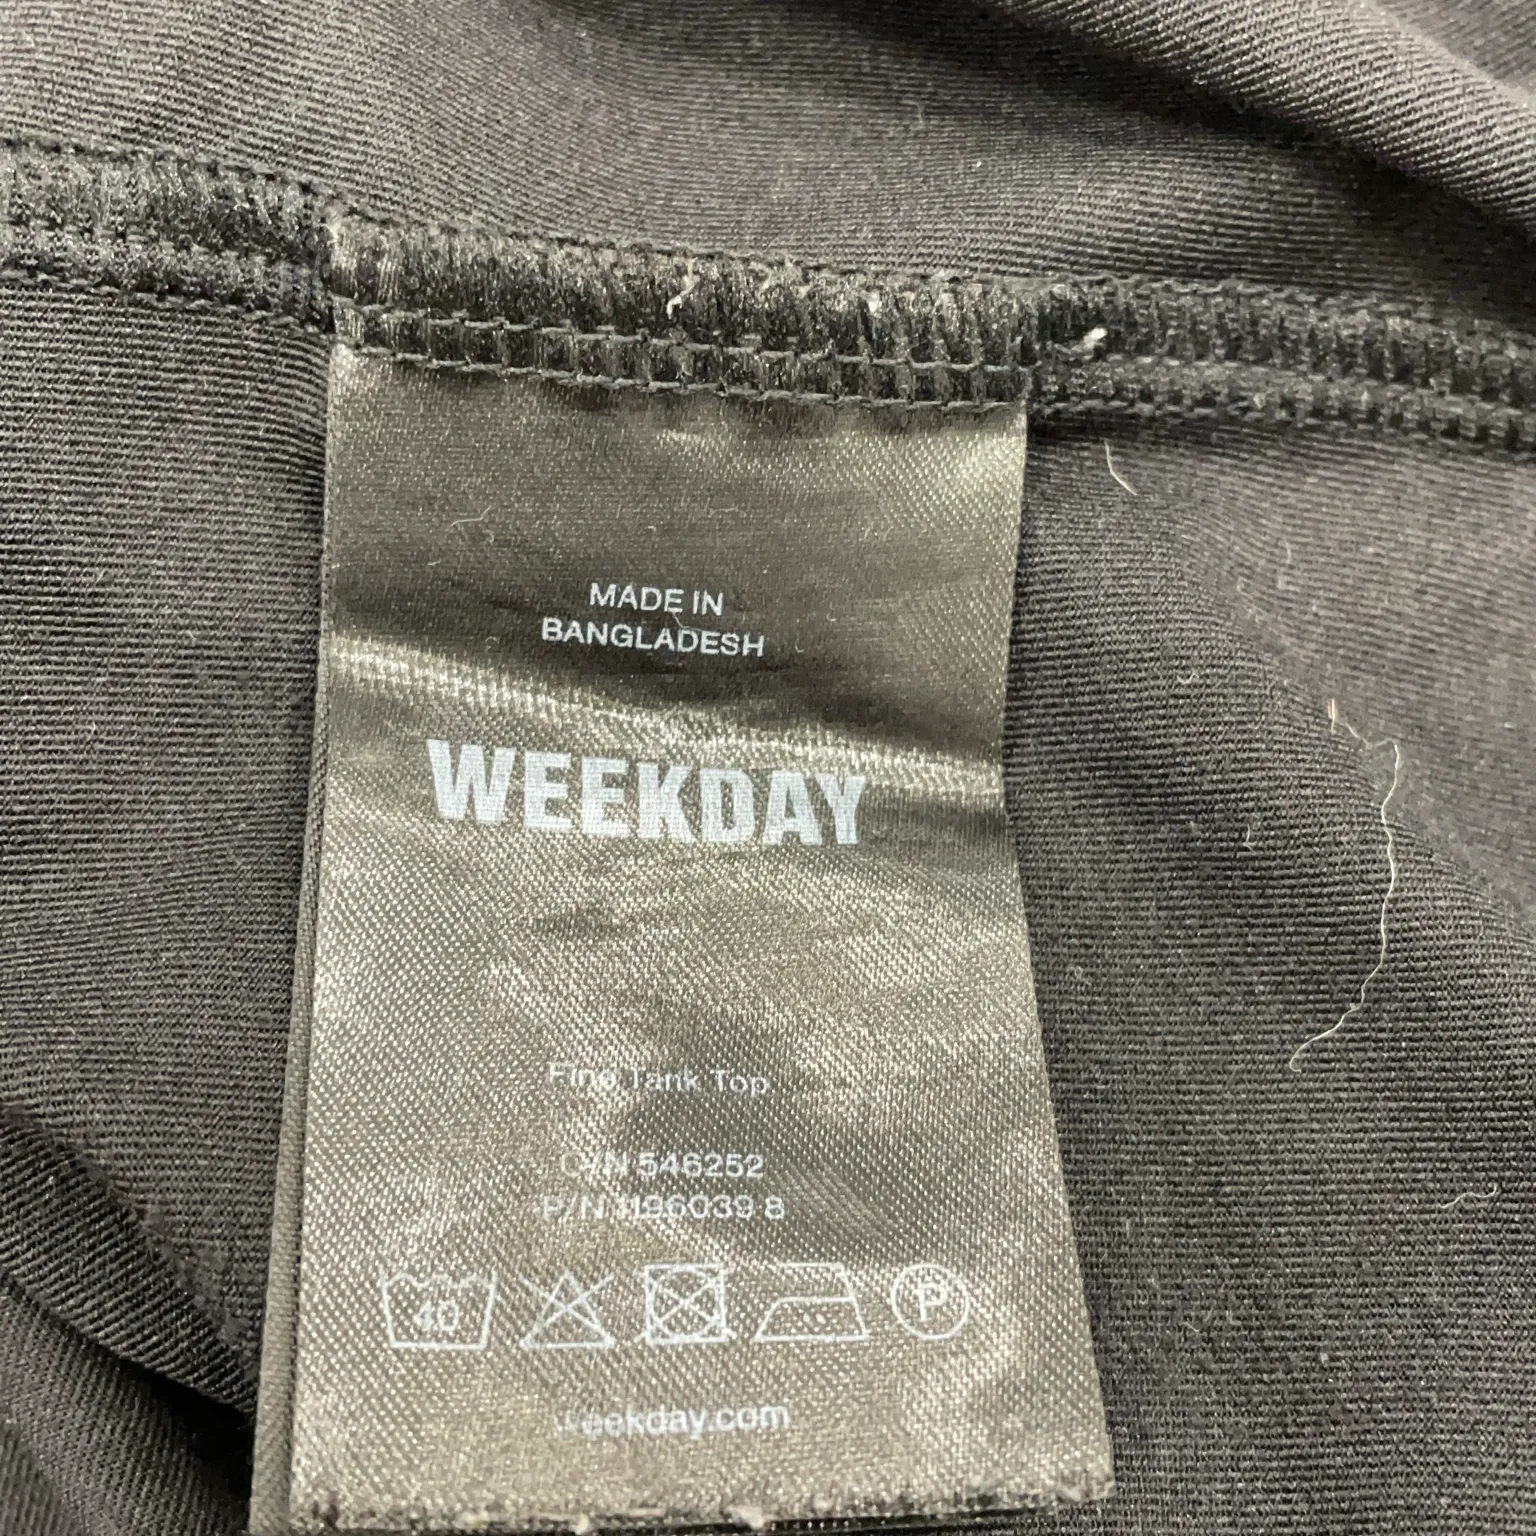 MADE IN
BANGLADESH
WEEKDAY
Fine Tank Top
C/N 546252
P/N 1196039 8
40
P
weekday.com